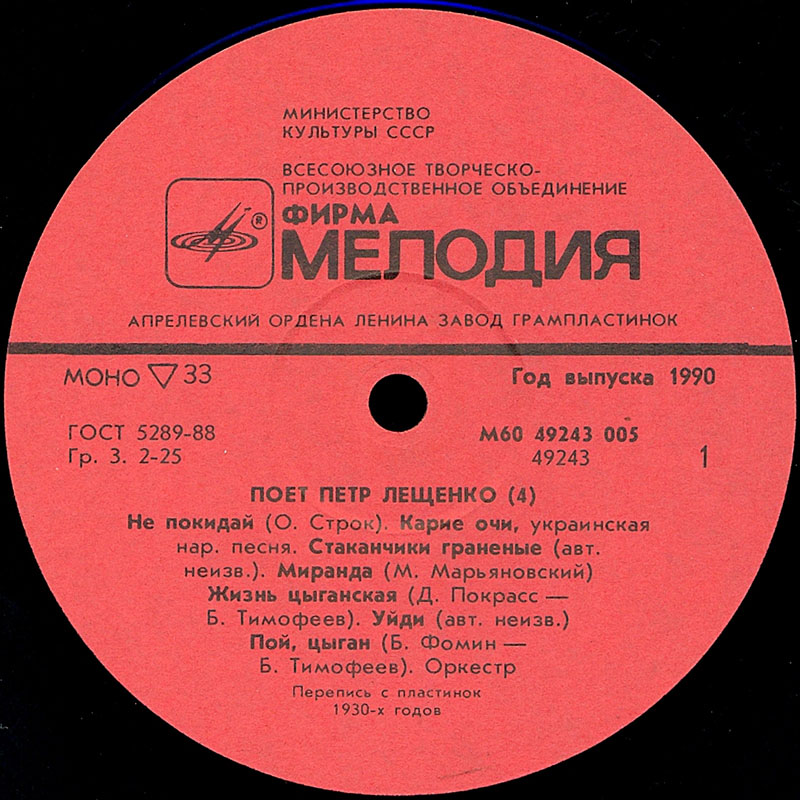 МИНИСТЕРСТВО
КУЛЬТУРЫ СССР
ВСЕСОЮЗНОЕ ТВОРЧЕСКО-
ПРОИЗВОДСТВЕННОЕ ОБЪЕДИНЕНИЕ
ФИРМА
®
МЕЛОДИЯ
АПРЕЛЕВСКИЙ ОРДЕНА ЛЕНИНА ЗАВОД ГРАМПЛАСТИНОК
МОНО ▽ 33
Год выпуска 1990
ГОСТ 5289-88
Гр. 3. 2-25
М60 49243 005
49243
1
ПОЕТ ПЕТР ЛЕЩЕНКО (4)
Не покидай (О. Строк). Карие очи, украинская
нар. песня. Стаканчики граненые (авт.
неизв.). Миранда (М. Марьяновский)
Жизнь цыганская (Д. Покрасс —
Б. Тимофеев). Уйди (авт. неизв.)
Пой, цыган (Б. Фомин —
Б. Тимофеев). Оркестр
Перепись с пластинок
1930-х годов